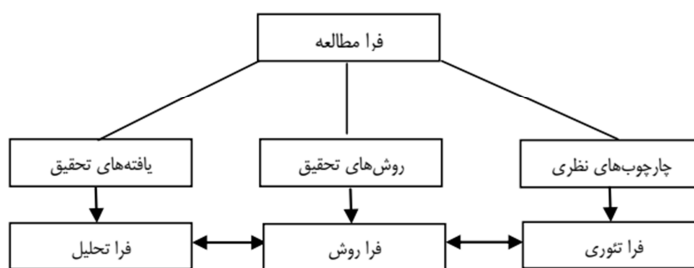 فرا مطالعه
چارچوب‌های نظری
روش‌های تحقیق
یافته‌های تحقیق
فرا تئوری
فرا روش
فرا تحلیل